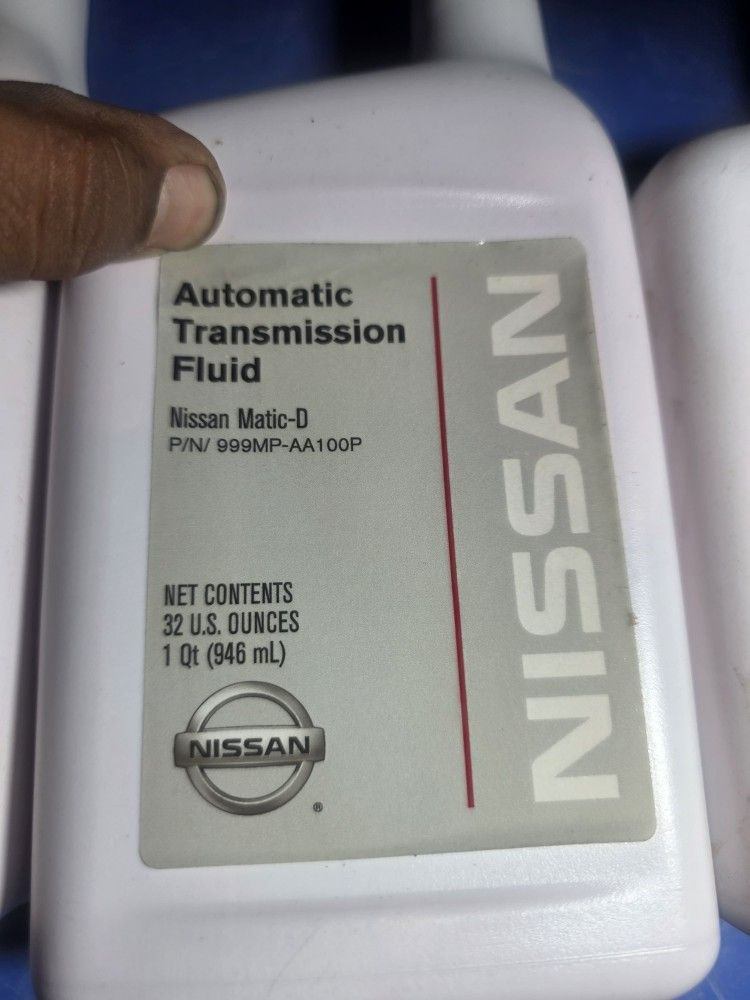 Automatic
Transmission
Fluid
Nissan Matic-D
P/N/ 999MP-AA100P
NET CONTENTS
32 U.S. OUNCES
1 Qt (946 mL)
NISSAN
®
NISSAN